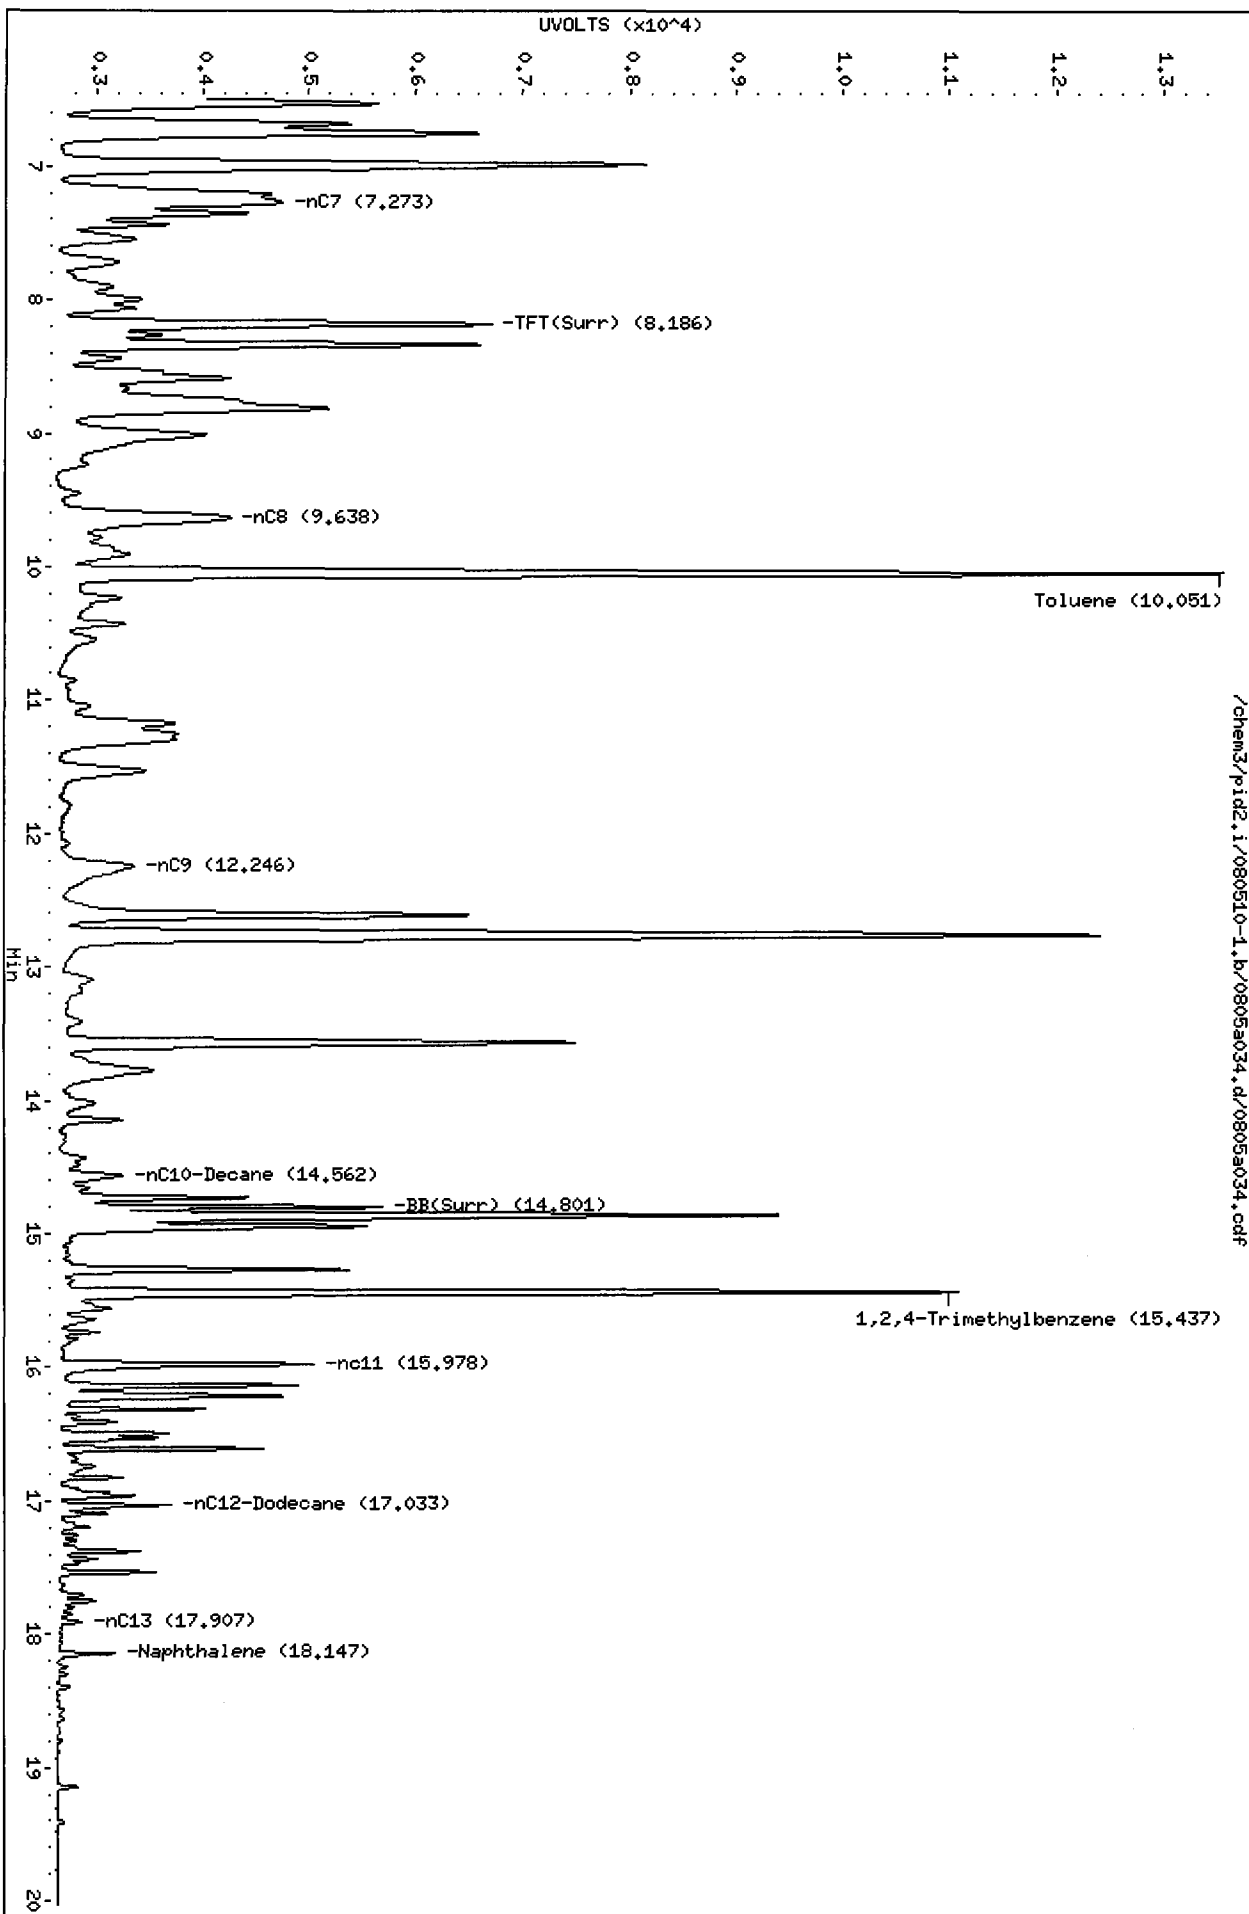 /chem3/pid2.i/080510-1.b/0805a034.d/0805a034.cdf
UVOLTS (x10^4)
0.3
0.4
0.5
0.6
0.7
0.8
0.9
1.0
1.1
1.2
1.3
-nC7 (7.273)
-TFT(Surr) (8.186)
-nC8 (9.638)
Toluene (10.051)
-nC9 (12.246)
-nC10-Decane (14.562)
-BB(Surr) (14.801)
1,2,4-Trimethylbenzene (15.437)
-nc11 (15.978)
-nC12-Dodecane (17.033)
-nC13 (17.907)
-Naphthalene (18.147)
7
8
9
10
11
12
13
14
15
16
17
18
19
20
Min